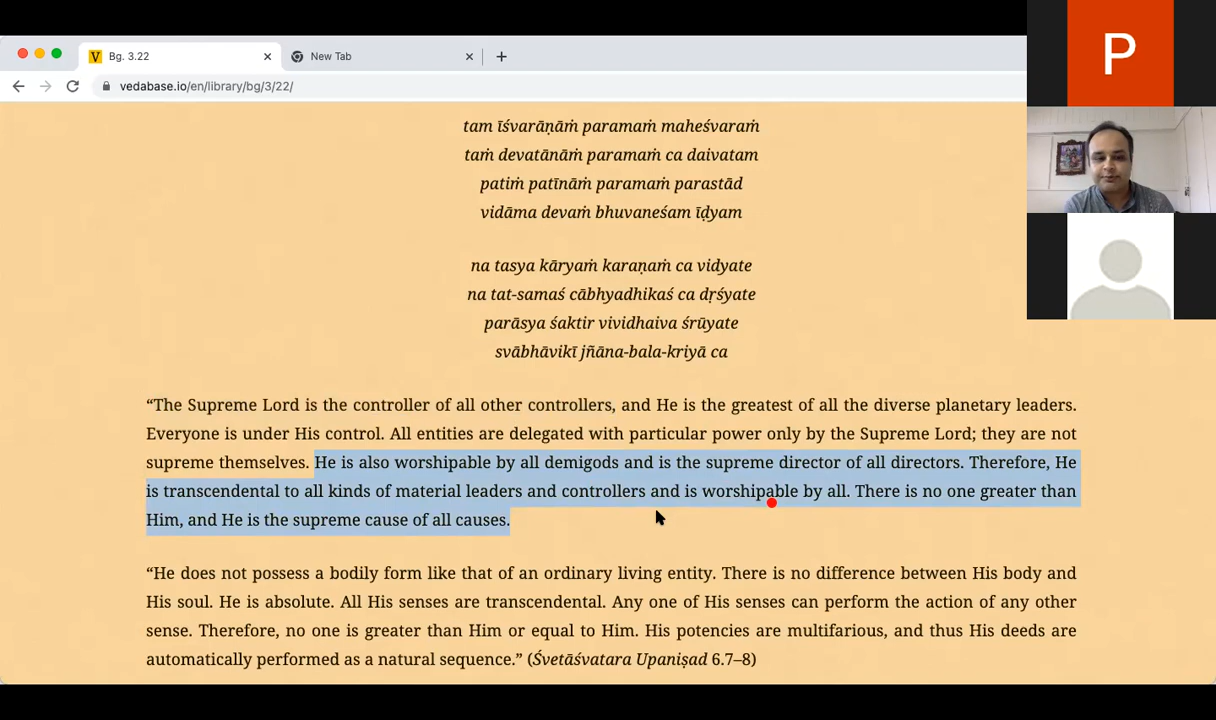 Bg. 3.22
New Tab
vedabase.io/en/library/bg/3/22/
P
tam īśvarāṇāṁ paramaṁ maheśvaraṁ
taṁ devatānāṁ paramaṁ ca daivatam
patiṁ patīnāṁ paramaṁ parastād
vidāma devaṁ bhuvaneśam īḍyam
na tasya kāryaṁ karaṇaṁ ca vidyate
na tat-samaś cābhyadhikaś ca dṛśyate
parāsya śaktir vividhaiva śrūyate
svābhāvikī jñāna-bala-kriyā ca
“The Supreme Lord is the controller of all other controllers, and He is the greatest of all the diverse planetary leaders.
Everyone is under His control. All entities are delegated with particular power only by the Supreme Lord; they are not
supreme themselves. He is also worshipable by all demigods and is the supreme director of all directors. Therefore, He
is transcendental to all kinds of material leaders and controllers and is worshipable by all. There is no one greater than
Him, and He is the supreme cause of all causes.
“He does not possess a bodily form like that of an ordinary living entity. There is no difference between His body and
His soul. He is absolute. All His senses are transcendental. Any one of His senses can perform the action of any other
sense. Therefore, no one is greater than Him or equal to Him. His potencies are multifarious, and thus His deeds are
automatically performed as a natural sequence.” (Śvetāśvatara Upaniṣad 6.7–8)